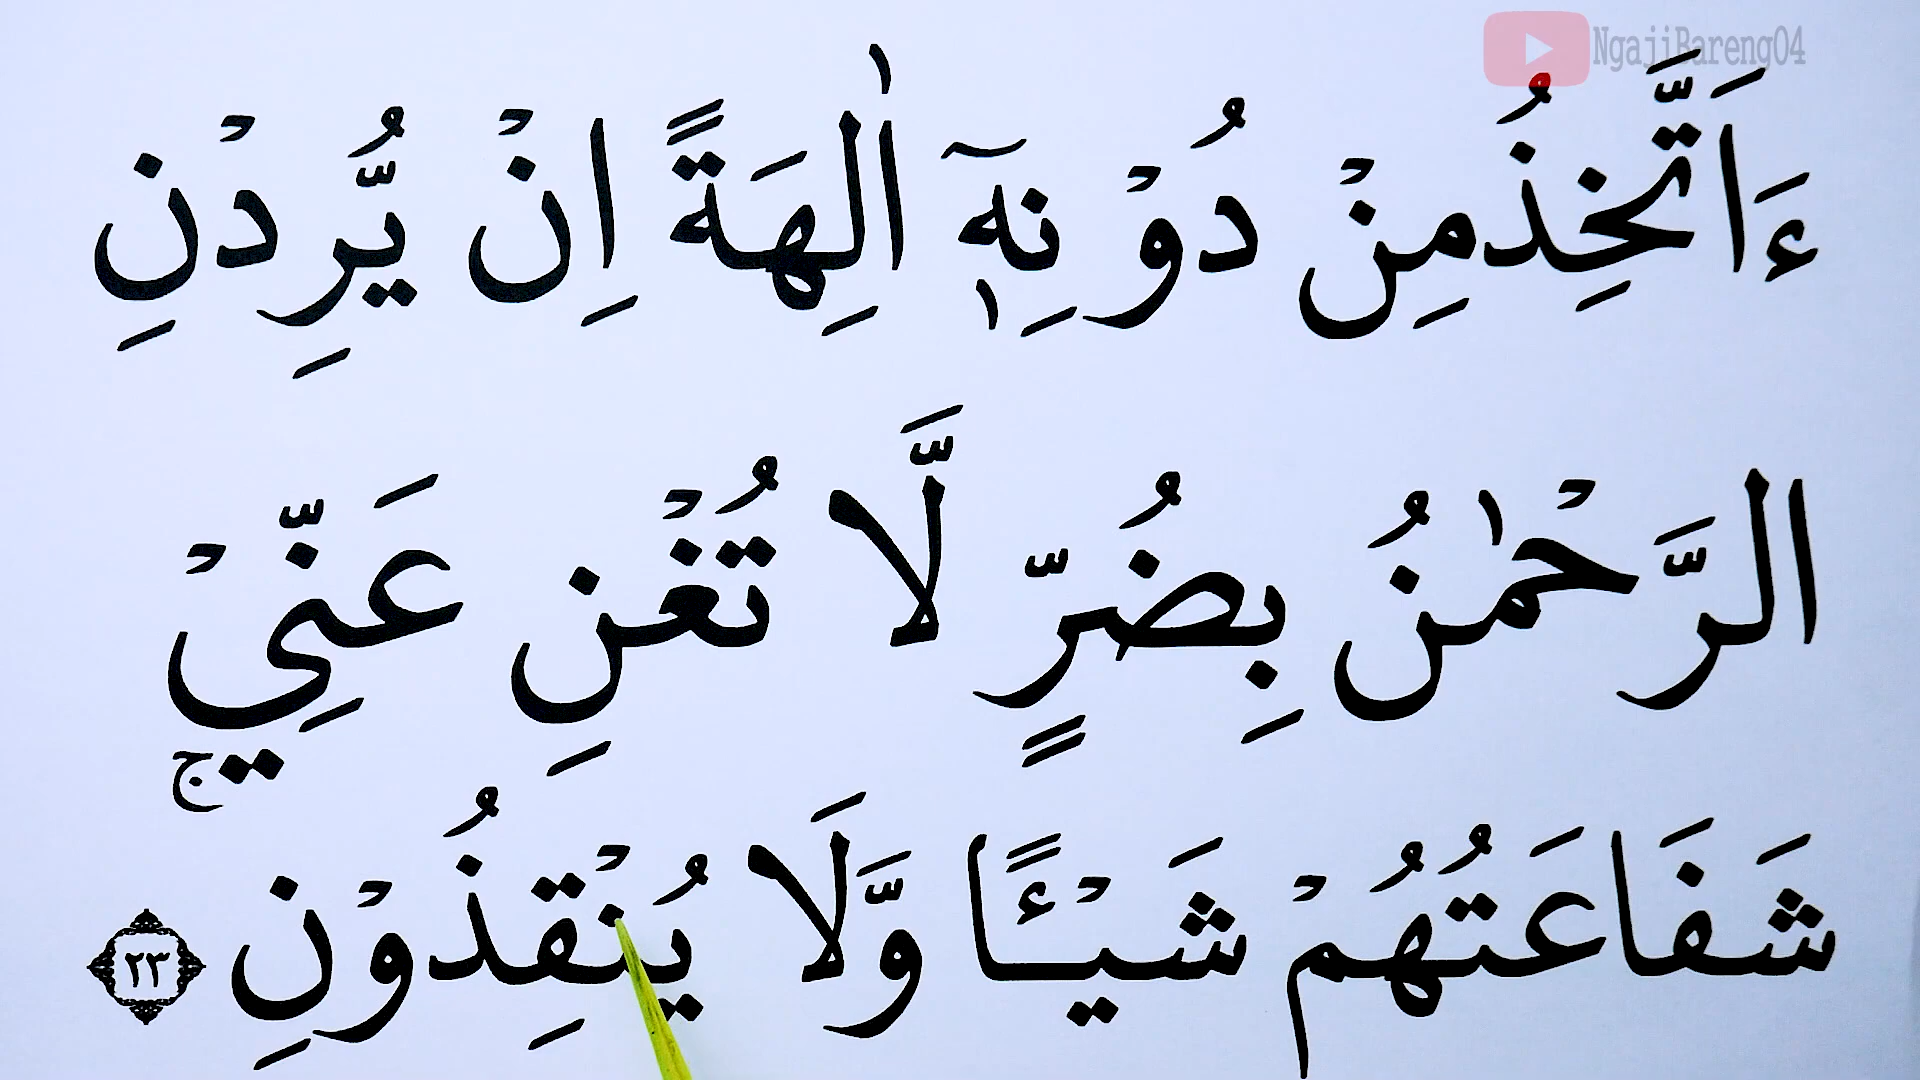 NgajiBareng04
ءَاَتَّخِذُ مِنْ دُوْنِهٖٓ اٰلِهَةً اِنْ يُّرِدْنِ
الرَّحْمٰنُ بِضُرٍّ لَّا تُغْنِ عَنِّيْ ۚ
شَفَاعَتُهُمْ شَيْـًٔا وَّلَا يُنْقِذُوْنِ ٢٣